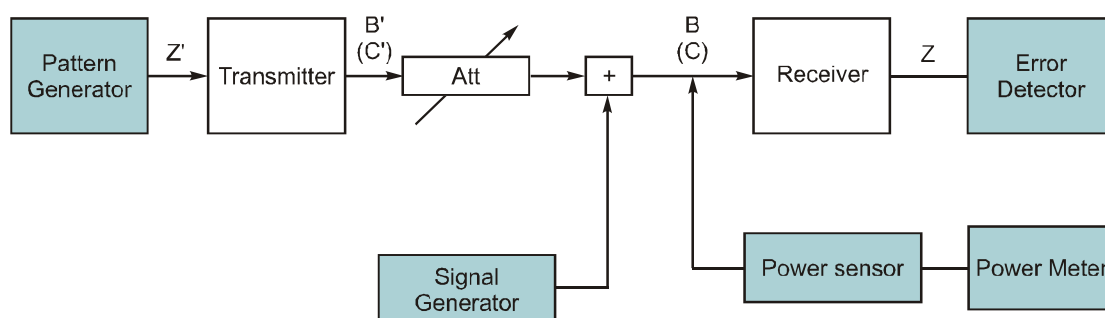 Pattern
Generator
Z'
Transmitter
B'
(C')
Att
+
B
(C)
Receiver
Z
Error
Detector
Signal
Generator
Power sensor
Power Meter